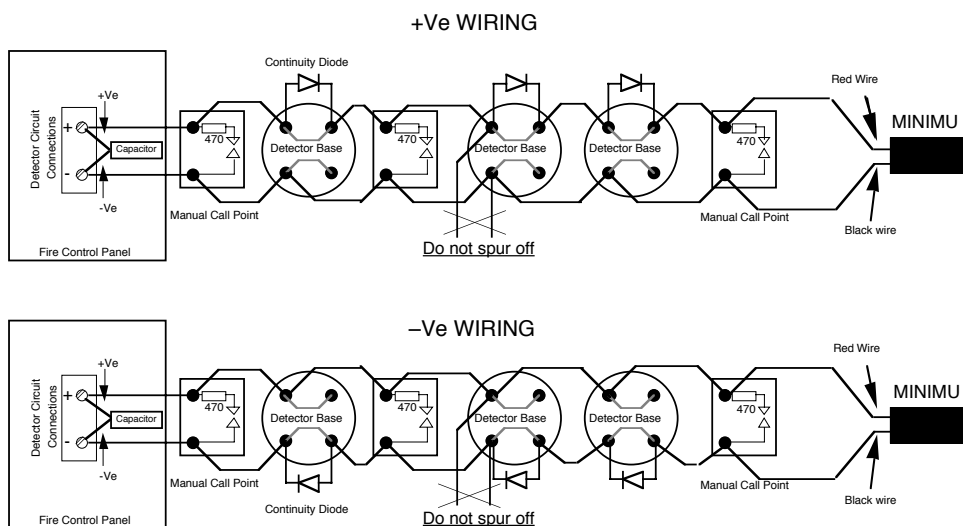 +Ve WIRING
Continuity Diode
Red Wire
+Ve
MINIMU
Detector Circuit
Connections
+
Capacitor
-
470
Detector Base
470
Detector Base
Detector Base
470
-Ve
Manual Call Point
Manual Call Point
Black wire
Do not spur off
Fire Control Panel
–Ve WIRING
Red Wire
+Ve
MINIMU
Detector Circuit
Connections
+
Capacitor
-
470
Detector Base
470
Detector Base
Detector Base
470
-Ve
Manual Call Point
Manual Call Point
Black wire
Continuity Diode
Do not spur off
Fire Control Panel